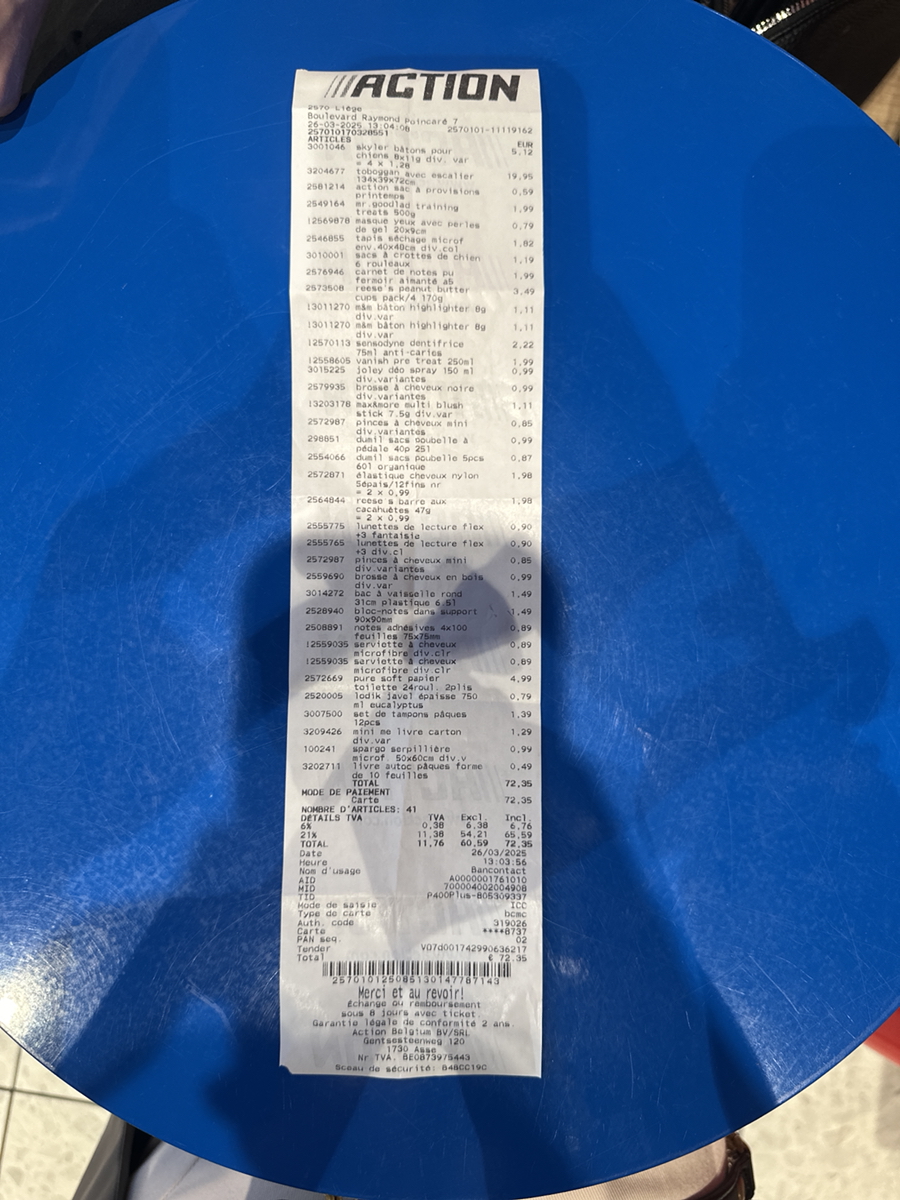 ACTION
2570 Liège
Boulevard Raymond Poincaré 7
26-03-2025 13:04:08 2570101-11119162
257010170328551
ARTICLES EUR
3001046 skyler bâtons pour 5,12
chiens 8x11g div. var
= 4 x 1,28
3204677 toboggan avec escalier 19,95
134x39x72cm
2581214 action sac à provisions 0,59
printemps
2549164 mr.goodlad training 1,99
treats 500g
12569878 masque yeux avec perles 0,79
de gel 20x9cm
2546855 tapis séchage microf 1,82
env.40x48cm div.col
3010001 sacs à crottes de chien 1,19
6 rouleaux
2576946 carnet de notes pu 1,99
fermoir aimanté a5
2573508 reese's peanut butter 3,49
cups pack/4 170g
13011270 m&m bâton highlighter 8g 1,11
div.var
13011270 m&m bâton highlighter 8g 1,11
div.var
12570113 sensodyne dentifrice 2,22
75ml anti-caries
12558605 vanish pre treat 250ml 1,99
3015225 joley déo spray 150 ml 0,99
div.variantes
2579935 brosse à cheveux noire 0,99
div.variantes
13203178 max&more multi blush 1,11
stick 7.5g div.var
2572987 pinces à cheveux mini 0,85
div.variantes
298851 dumil sacs poubelle à 0,99
pédale 40p 25l
2554066 dumil sacs poubelle 5pcs 0,87
60l organique
2572871 élastique cheveux nylon 1,98
5épais/12fins nr
= 2 x 0,99
2564844 reese s barre aux 1,98
cacahuètes 47g
= 2 x 0,99
2555775 lunettes de lecture flex 0,90
+3 fantaisie
2555765 lunettes de lecture flex 0,90
+3 div.cl
2572987 pinces à cheveux mini 0,85
div.variantes
2559690 brosse à cheveux en bois 0,99
div.var
3014272 bac à vaisselle rond 1,49
31cm plastique 6.5l
2528940 bloc-notes dans support 1,49
90x90mm
2508891 notes adhésives 4x100 0,89
feuilles 75x75mm
12559035 serviette à cheveux 0,89
microfibre div.clr
12559035 serviette à cheveux 0,89
microfibre div.clr
2572669 pure soft papier 4,99
toilette 24roul. 2plis
2520005 lodik javel épaisse 750 0,79
ml eucalyptus
3007500 set de tampons pâques 1,39
12pcs
3209426 mini me livre carton 1,29
div.var
100241 spargo serpillière 0,99
microf. 50x60cm div.v
3202711 livre autoc pâques forme 0,49
de 10 feuilles
TOTAL 72,35
MODE DE PAIEMENT
Carte 72,35
NOMBRE D'ARTICLES: 41
DÉTAILS TVA TVA Excl. Incl.
6% 0,38 6,38 6,76
21% 11,38 54,21 65,59
TOTAL 11,76 60,59 72,35
Date 26/03/2025
Heure 13:03:56
Nom d'usage Bancontact
AID A0000001761010
MID 700004002004908
TID P400Plus-805309337
Mode de saisie ICC
Type de carte bcmc
Auth. code 319026
Carte ****8737
PAN seq. 02
Tender V07d001742990636217
Total € 72.35
2570101250851301477871​43
Merci et au revoir!
Échange ou remboursement
sous 8 jours avec ticket.
Garantie légale de conformité 2 ans.
Action Belgium BV/SRL
Gentsesteenweg 120
1730 Asse
Nr TVA. BE0873975443
Sceau de sécurité: 848CC19C